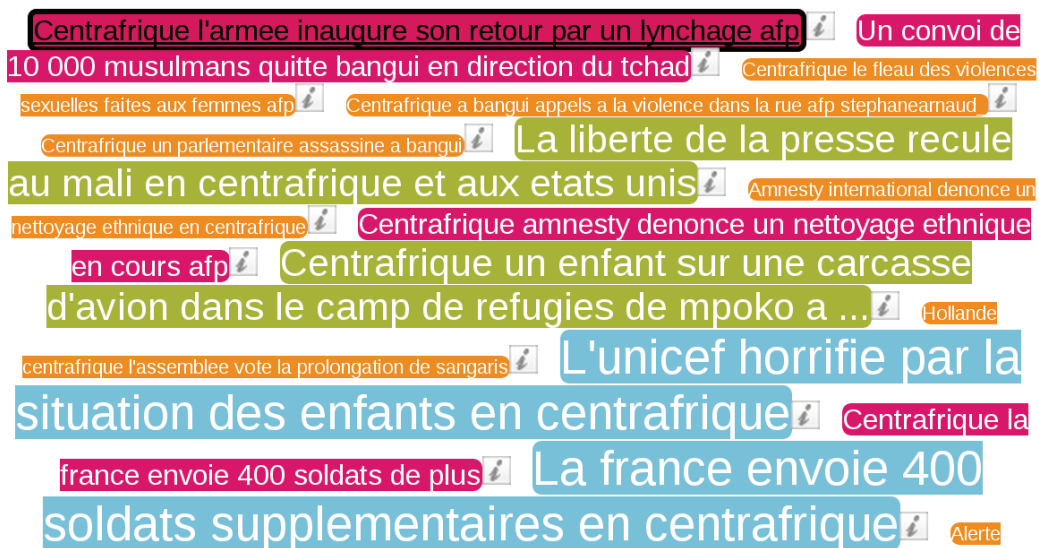 Centrafrique l'armee inaugure son retour par un lynchage afp Un convoi de
10 000 musulmans quitte bangui en direction du tchad Centrafrique le fleau des violences
sexuelles faites aux femmes afp Centrafrique a bangui appels a la violence dans la rue afp stephanearnaud
Centrafrique un parlementaire assassine a bangui La liberte de la presse recule
au mali en centrafrique et aux etats unis Amnesty international denonce un
nettoyage ethnique en centrafrique Centrafrique amnesty denonce un nettoyage ethnique
en cours afp Centrafrique un enfant sur une carcasse
d'avion dans le camp de refugies de mpoko a ... Hollande
centrafrique l'assemblee vote la prolongation de sangaris L'unicef horrifie par la
situation des enfants en centrafrique Centrafrique la
france envoie 400 soldats de plus La france envoie 400
soldats supplementaires en centrafrique Alerte